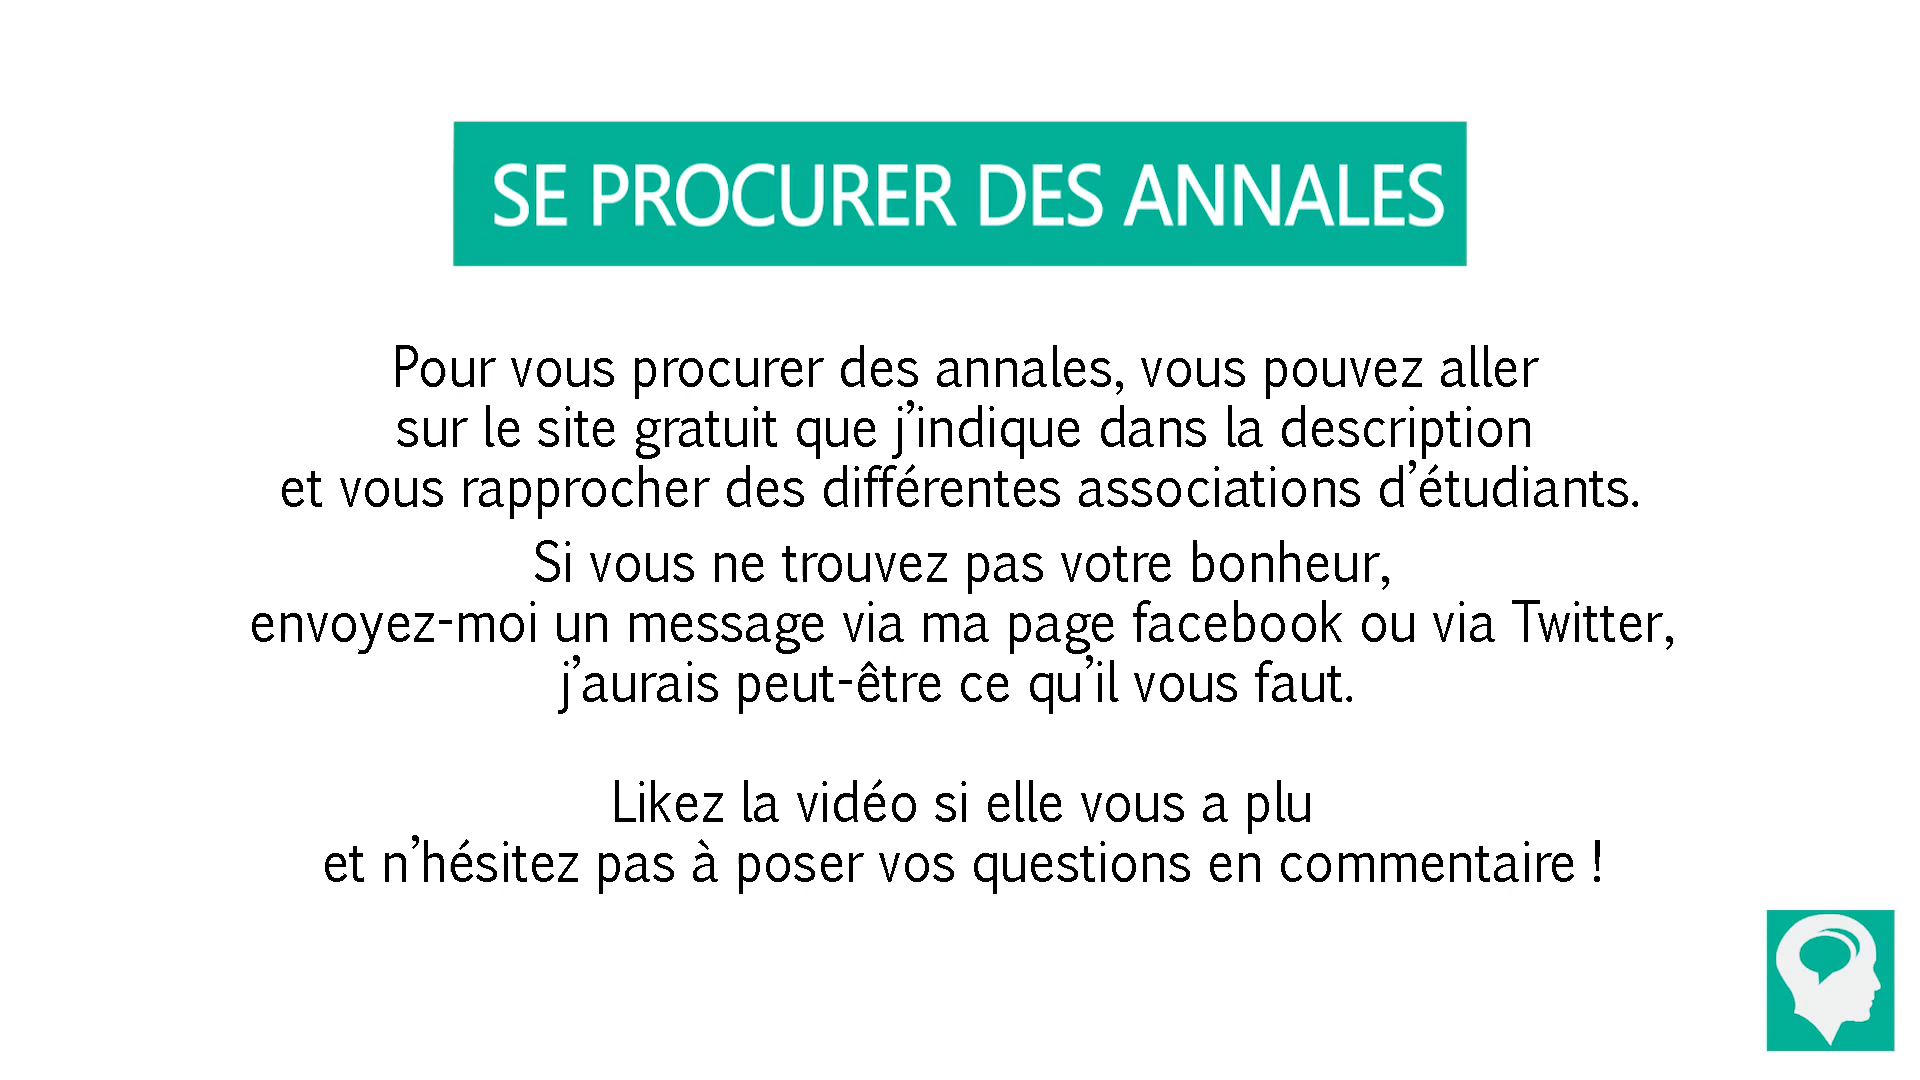 SE PROCURER DES ANNALES
Pour vous procurer des annales, vous pouvez aller
sur le site gratuit que j’indique dans la description
et vous rapprocher des différentes associations d’étudiants.
Si vous ne trouvez pas votre bonheur,
envoyez-moi un message via ma page facebook ou via Twitter,
j’aurais peut-être ce qu’il vous faut.
Likez la vidéo si elle vous a plu
et n’hésitez pas à poser vos questions en commentaire !